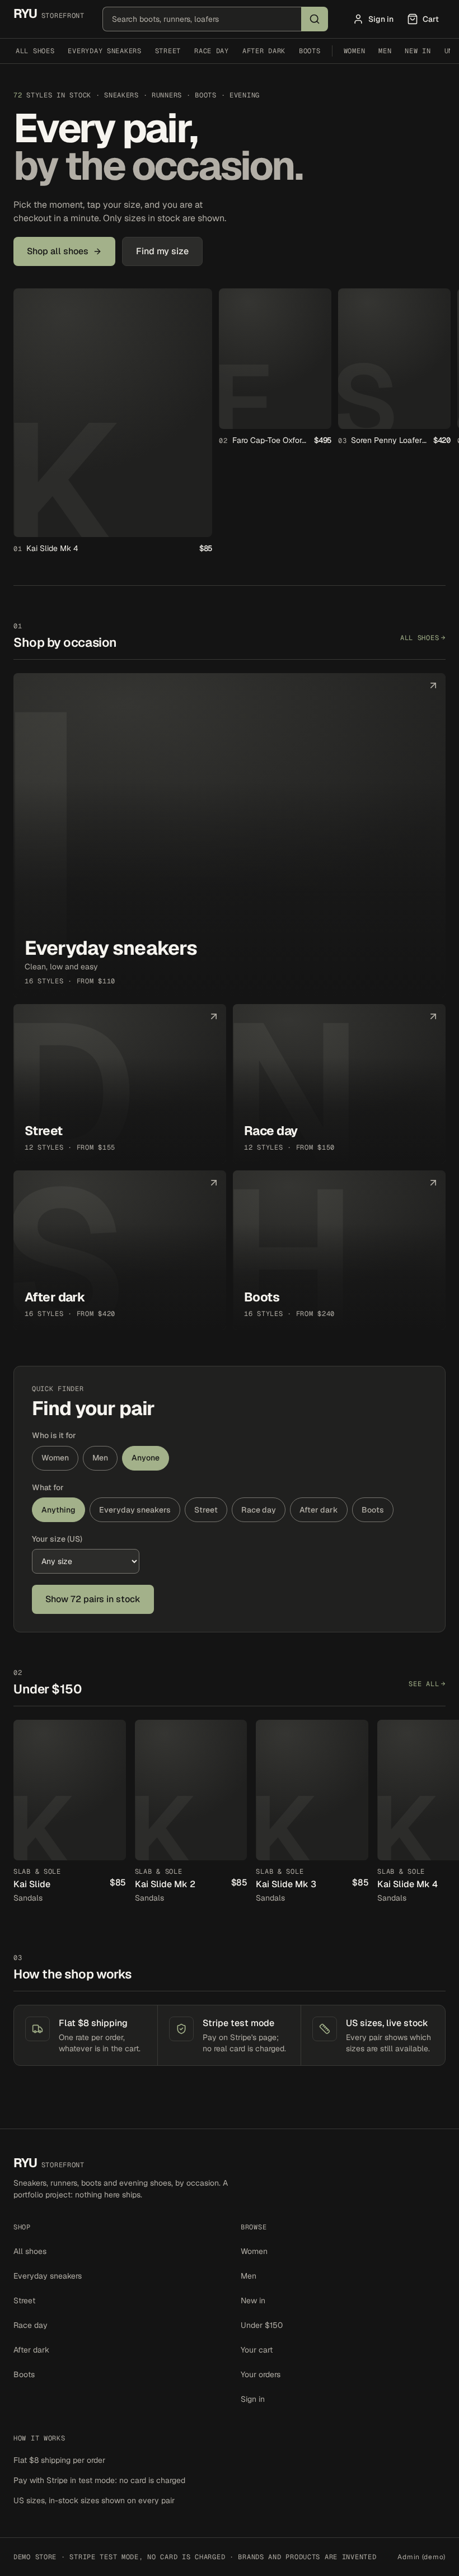 RYU STOREFRONT
Search boots, runners, loafers
Sign in
Cart
ALL SHOES EVERYDAY SNEAKERS STREET RACE DAY AFTER DARK BOOTS WOMEN MEN NEW IN
72 STYLES IN STOCK · SNEAKERS · RUNNERS · BOOTS · EVENING
Every pair,
by the occasion.
Pick the moment, tap your size, and you are at
checkout in a minute. Only sizes in stock are shown.
Shop all shoes →
Find my size
K
F
S
02 Faro Cap-Toe Oxfor… $495
03 Soren Penny Loafer… $420
01 Kai Slide Mk 4 $85
01
Shop by occasion
ALL SHOES →
I
Everyday sneakers
Clean, low and easy
16 STYLES · FROM $110
D
Street
12 STYLES · FROM $155
N
Race day
12 STYLES · FROM $150
S
After dark
16 STYLES · FROM $420
H
Boots
16 STYLES · FROM $240
QUICK FINDER
Find your pair
Who is it for
Women Men Anyone
What for
Anything Everyday sneakers Street Race day After dark Boots
Your size (US)
Any size
Show 72 pairs in stock
02
Under $150
SEE ALL →
K
K
K
K
SLAB & SOLE
Kai Slide $85
Sandals
SLAB & SOLE
Kai Slide Mk 2 $85
Sandals
SLAB & SOLE
Kai Slide Mk 3 $85
Sandals
SLAB & SOLE
Kai Slide Mk 4
Sandals
03
How the shop works
Flat $8 shipping
One rate per order,
whatever is in the cart.
Stripe test mode
Pay on Stripe's page;
no real card is charged.
US sizes, live stock
Every pair shows which
sizes are still available.
RYU STOREFRONT
Sneakers, runners, boots and evening shoes, by occasion. A
portfolio project: nothing here ships.
SHOP
All shoes
Everyday sneakers
Street
Race day
After dark
Boots
BROWSE
Women
Men
New in
Under $150
Your cart
Your orders
Sign in
HOW IT WORKS
Flat $8 shipping per order
Pay with Stripe in test mode: no card is charged
US sizes, in-stock sizes shown on every pair
DEMO STORE · STRIPE TEST MODE, NO CARD IS CHARGED · BRANDS AND PRODUCTS ARE INVENTED
Admin (demo)